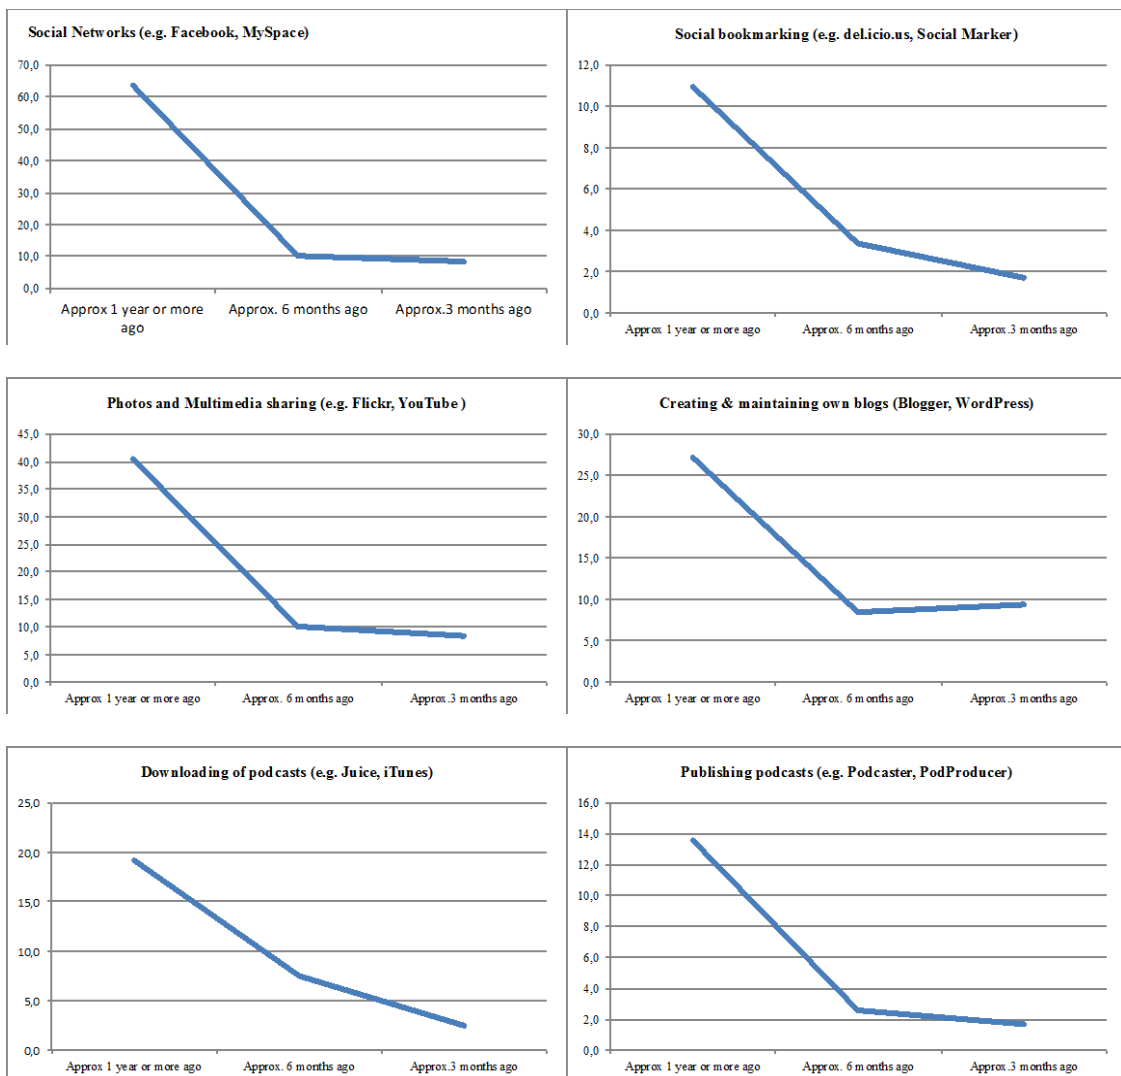 Social Networks (e.g. Facebook, MySpace)
70,0
60,0
50,0
40,0
30,0
20,0
10,0
0,0
Approx 1 year or more ago
Approx. 6 months ago
Approx.3 months ago
Social bookmarking (e.g. del.icio.us, Social Marker)
12,0
10,0
8,0
6,0
4,0
2,0
0,0
Approx 1 year or more ago
Approx. 6 months ago
Approx.3 months ago
Photos and Multimedia sharing (e.g. Flickr, YouTube )
45,0
40,0
35,0
30,0
25,0
20,0
15,0
10,0
5,0
0,0
Approx 1 year or more ago
Approx. 6 months ago
Approx.3 months ago
Creating & maintaining own blogs (Blogger, WordPress)
30,0
25,0
20,0
15,0
10,0
5,0
0,0
Approx 1 year or more ago
Approx. 6 months ago
Approx.3 months ago
Downloading of podcasts (e.g. Juice, iTunes)
25,0
20,0
15,0
10,0
5,0
0,0
Approx 1 year or more ago
Approx. 6 months ago
Approx.3 months ago
Publishing podcasts (e.g. Podcaster, PodProducer)
16,0
14,0
12,0
10,0
8,0
6,0
4,0
2,0
0,0
Approx 1 year or more ago
Approx. 6 months ago
Approx.3 months ago